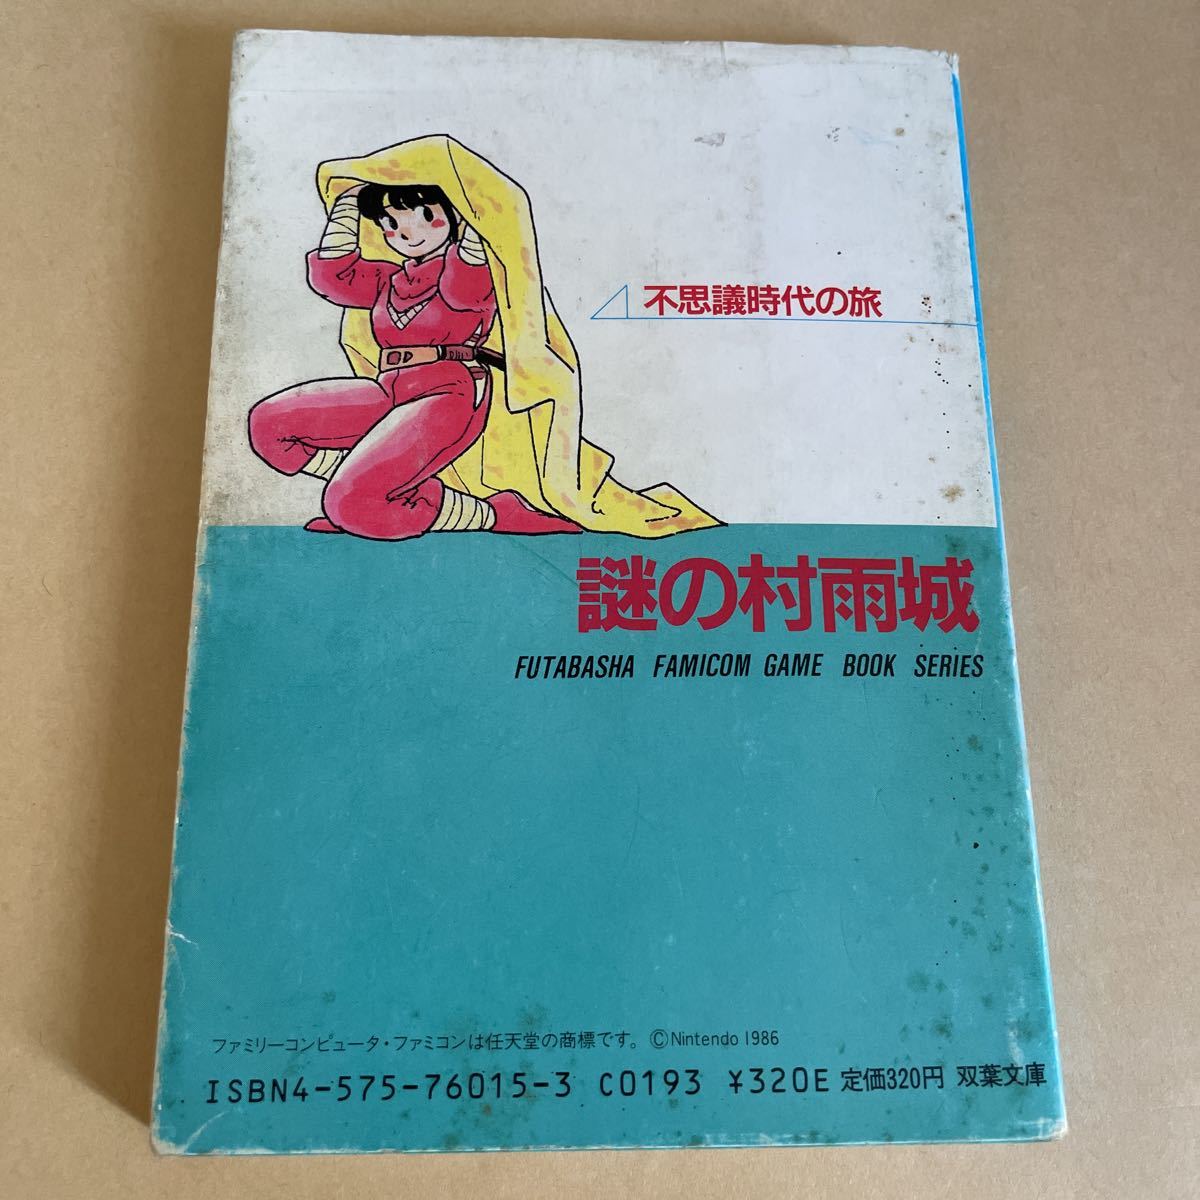 不思議時代の旅
謎の村雨城
FUTABASHA FAMICOM GAME BOOK SERIES
ファミリーコンピュータ・ファミコンは任天堂の商標です。©Nintendo 1986
ISBN4-575-76015-3 C0193 ¥320E 定価320円 双葉文庫